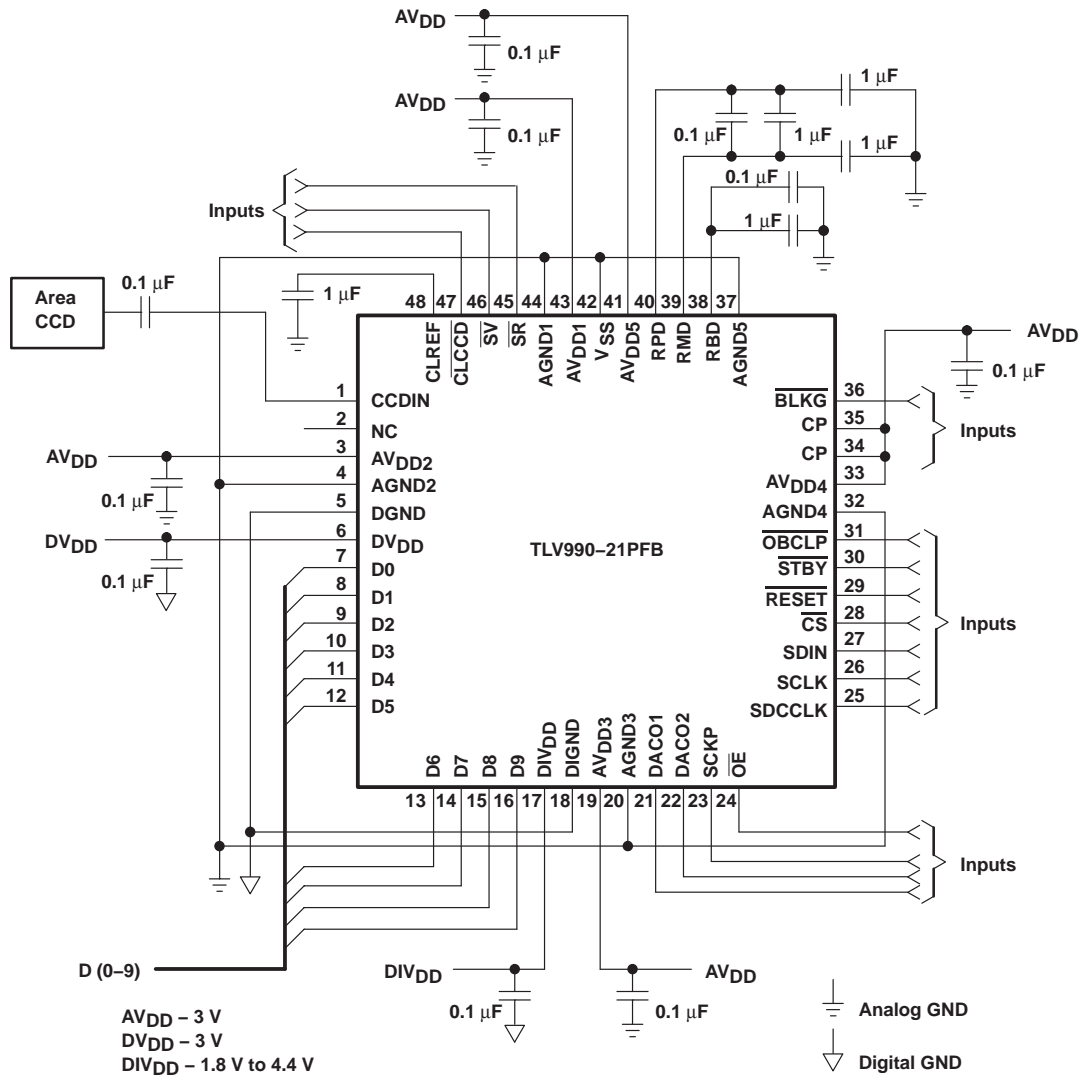 AVDD
0.1 μF
AVDD
0.1 μF
1 μF
0.1 μF
1 μF
1 μF
0.1 μF
1 μF
Inputs
Area
CCD
0.1 μF
1 μF
48 47 46 45 44 43 42 41 40 39 38 37
CLREF
CLCCD
SV
SR
AGND1
AVDD1
VSS
AVDD5
RPD
RMD
RBD
AGND5
AVDD
0.1 μF
1 CCDIN
2 NC
3 AVDD2
4 AGND2
5 DGND
6 DVDD
7 D0
8 D1
9 D2
10 D3
11 D4
12 D5
AVDD
0.1 μF
DVDD
0.1 μF
TLV990–21PFB
BLKG 36
CP 35
CP 34
AVDD4 33
AGND4 32
OBCLP 31
STBY 30
RESET 29
CS 28
SDIN 27
SCLK 26
SDCCLK 25
Inputs
Inputs
D6
D7
D8
D9
DIVDD
DIGND
AVDD3
AGND3
DACO1
DACO2
SCKP
OE
13 14 15 16 17 18 19 20 21 22 23 24
Inputs
D (0–9)
DIVDD
0.1 μF
AVDD
0.1 μF
AVDD – 3 V
DVDD – 3 V
DIVDD – 1.8 V to 4.4 V
Analog GND
Digital GND